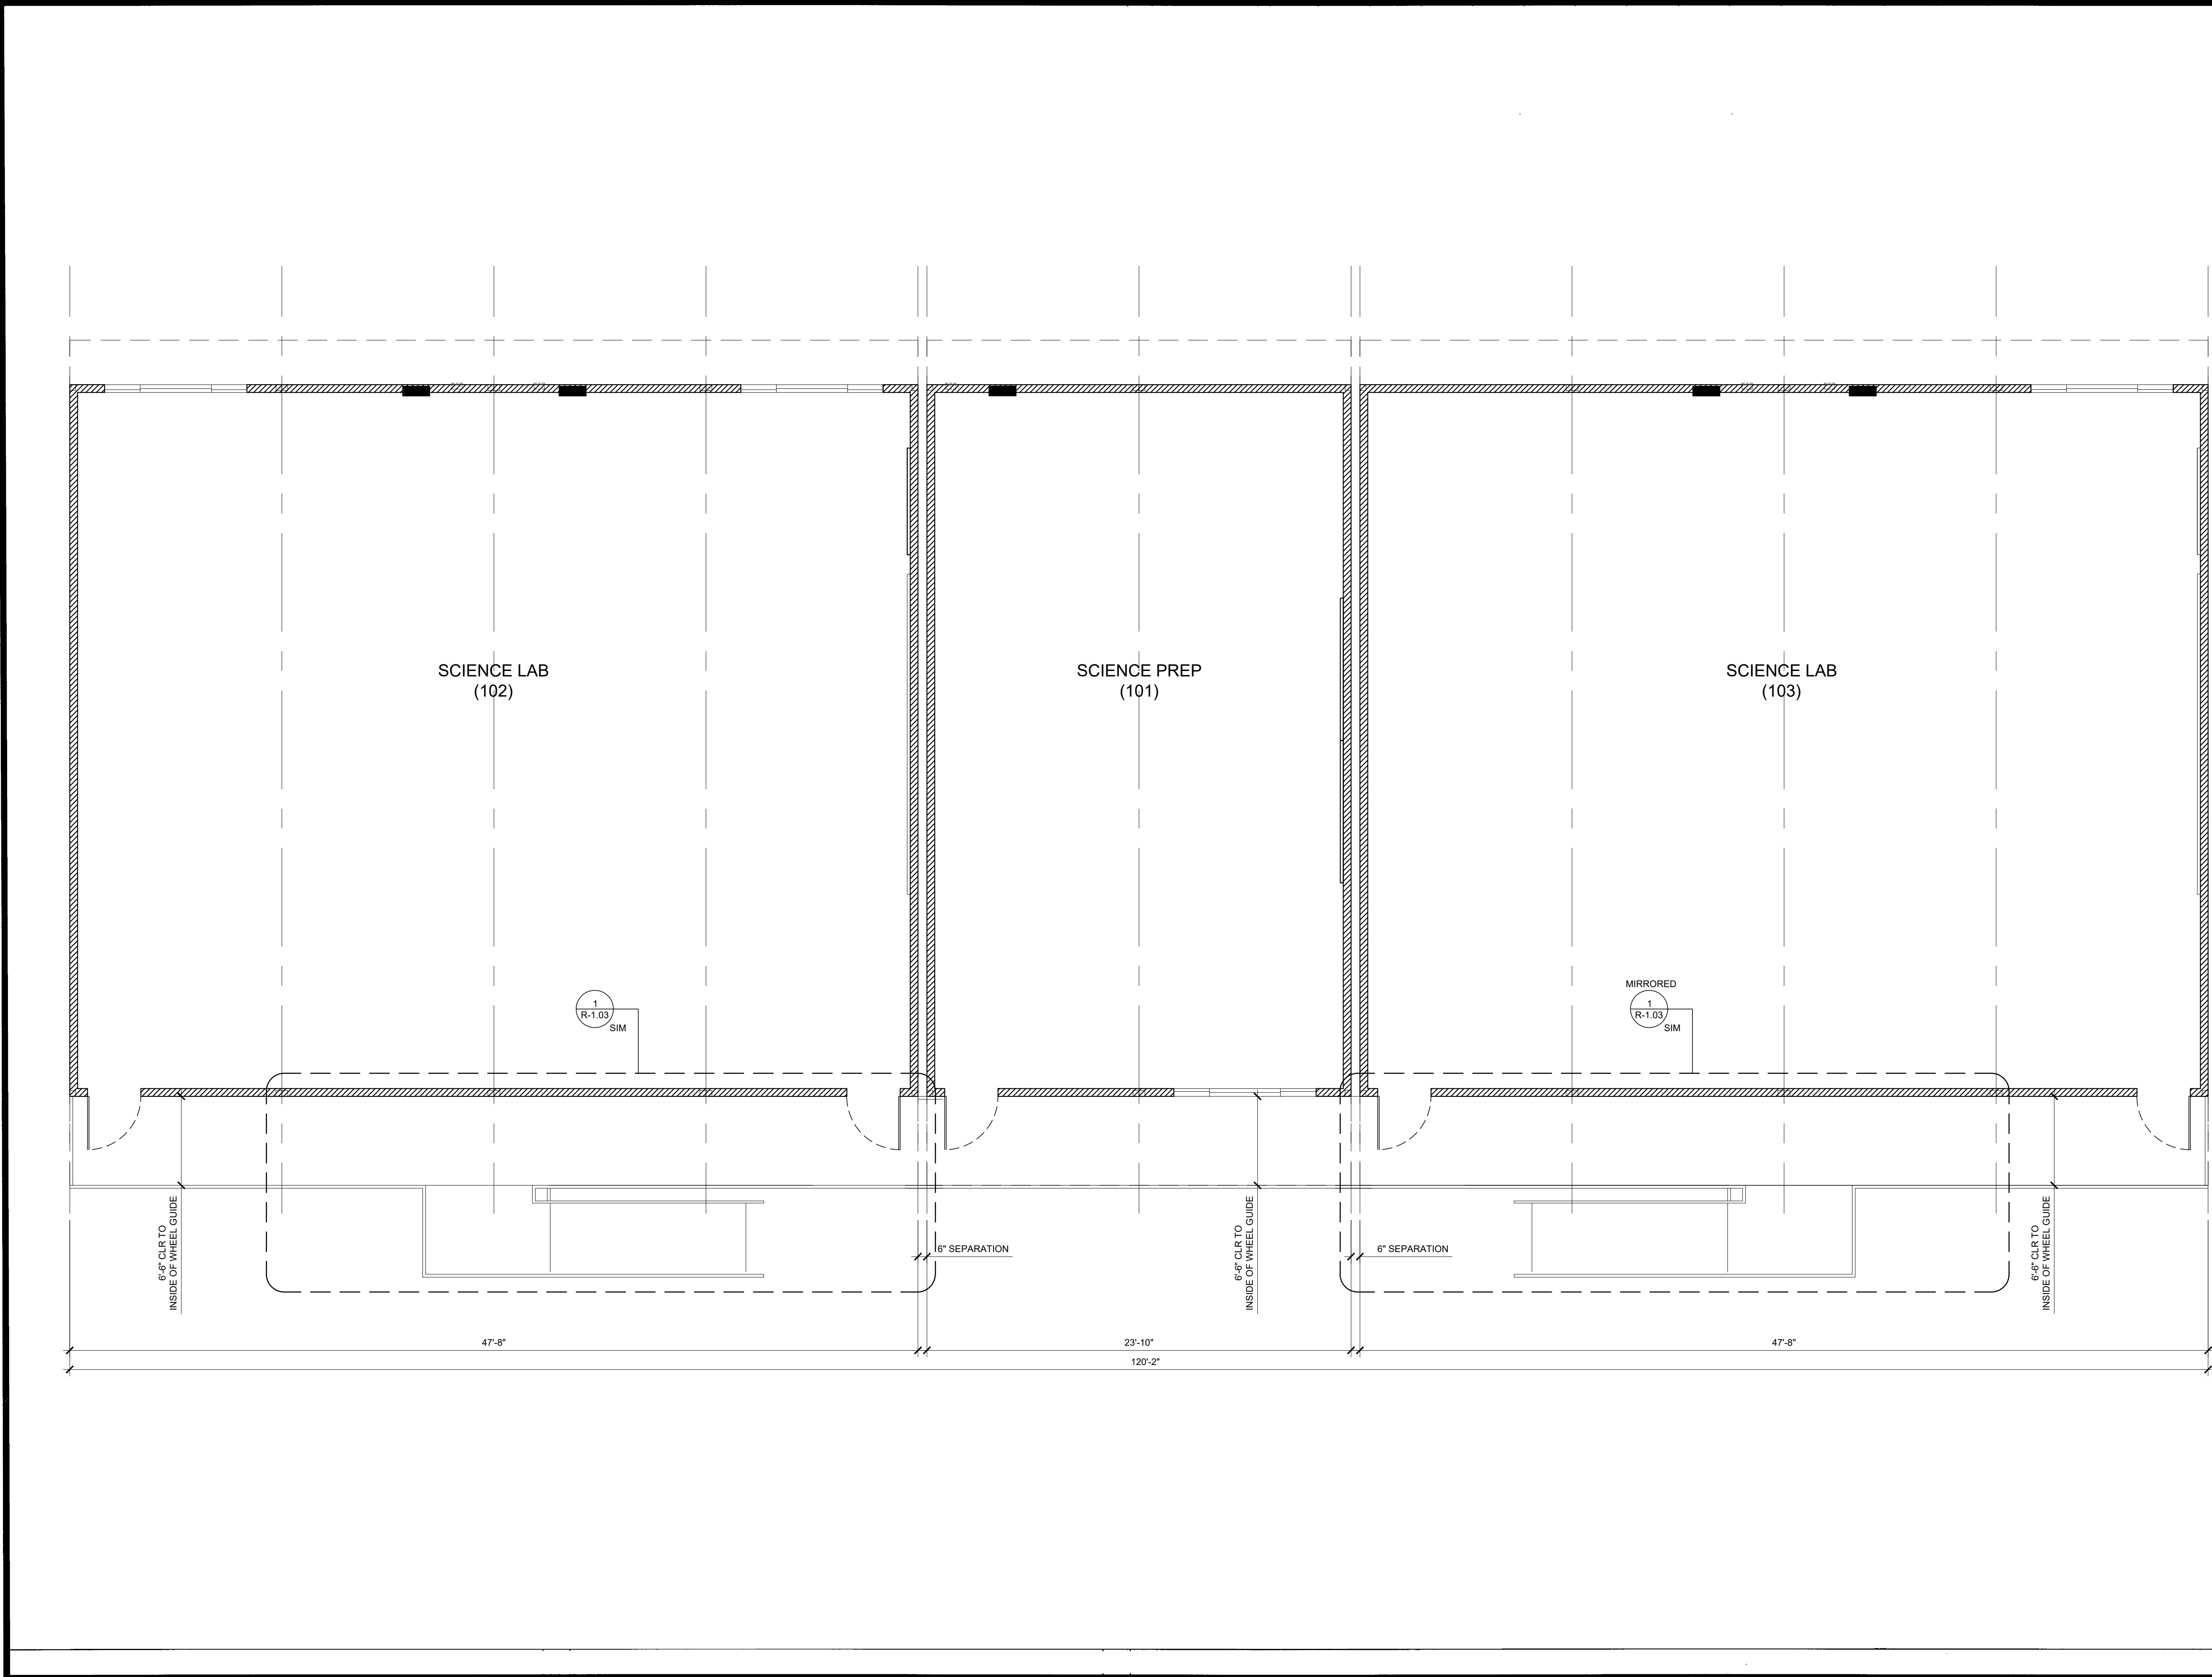 SCIENCE LAB
(102)
SCIENCE PREP
(101)
SCIENCE LAB
(103)
1
R-1.03
SIM
MIRRORED
1
R-1.03
SIM
6'-6" CLR TO
INSIDE OF WHEEL GUIDE
6" SEPARATION
6'-6" CLR TO
INSIDE OF WHEEL GUIDE
6" SEPARATION
6'-6" CLR TO
INSIDE OF WHEEL GUIDE
47'-8"
23'-10"
47'-8"
120'-2"